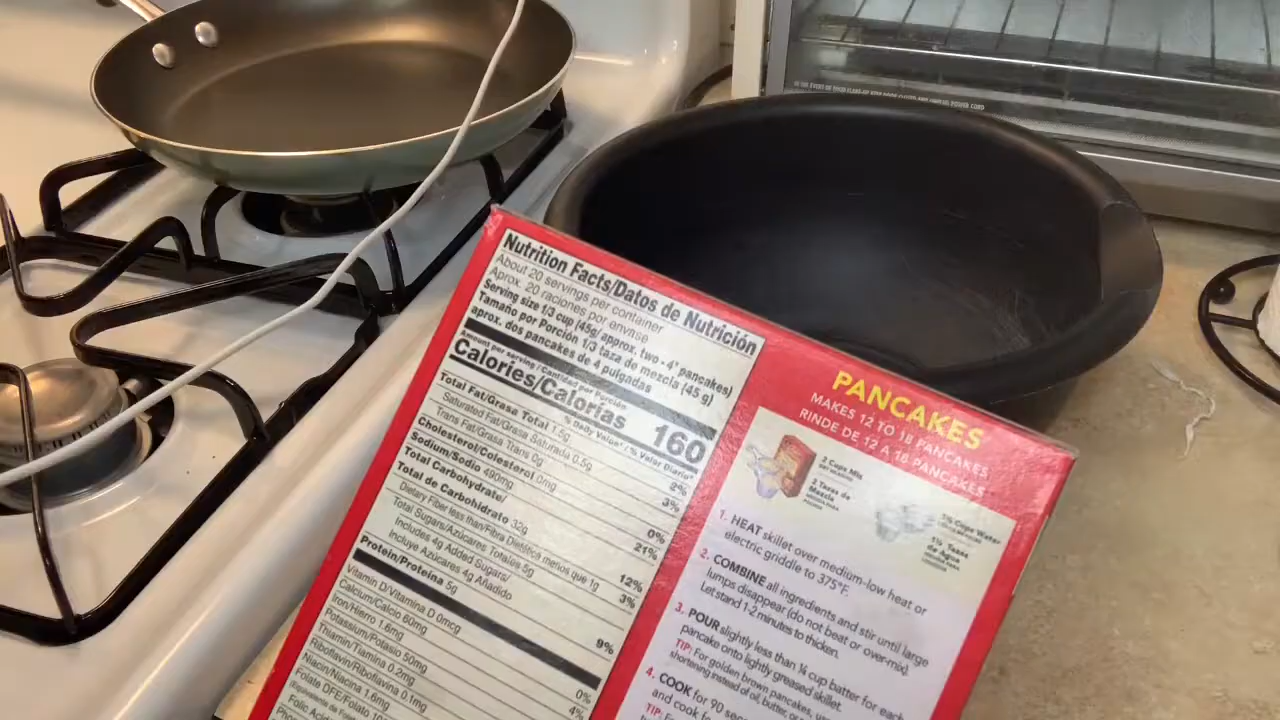 Nutrition Facts/Datos de Nutrición
About 20 servings per container
Aprox. 20 raciones por envase
Serving size 1/3 cup (45g/ approx. two - 4" pancakes)
Tamaño por Porción 1/3 taza de mezcla (45 g)
aprox. dos pancakes de 4 pulgadas
Amount per serving / Cantidad por Porción
Calories/Calorías 160
% Daily Value*/% Valor Diario*
Total Fat/Grasa Total 1.5g 2%
Saturated Fat/Grasa Saturada 0.5g 3%
Trans Fat/Grasa Trans 0g
Cholesterol/Colesterol 0mg 0%
Sodium/Sodio 490mg 21%
Total Carbohydrate/
Total de Carbohidrato 32g 12%
Dietary Fiber less than/Fibra Dietética menos que 1g 3%
Total Sugars/Azúcares Totales 5g
Includes 4g Added Sugars/
Incluye Azúcares 4g Añadido 9%
Protein/Proteína 5g
Vitamin D/Vitamina D 0mcg 0%
Calcium/Calcio 60mg 4%
Iron/Hierro 1.6mg
Potassium/Potasio 50mg
Thiamin/Tiamina 0.2mg
Riboflavin/Riboflavina 0.1mg
Niacin/Niacina 1.6mg
Folate DFE/Folato
Folic Acid
PANCAKES
MAKES 12 TO 18 PANCAKES
RINDE DE 12 A 18 PANCAKES
2 Cups Mix
2 Tazas de
Mezcla
1½ Cups Water
1½ Tazas
de Agua
1. HEAT skillet over medium-low heat or
electric griddle to 375°F.
2. COMBINE all ingredients and stir until large
lumps disappear (do not beat or over-mix).
Let stand 1-2 minutes to thicken.
3. POUR slightly less than ¼ cup batter for each
pancake onto lightly greased skillet.
TIP: For golden brown pancakes, use
shortening instead of oil, butter, or
4. COOK for 90
and cook
TIP: